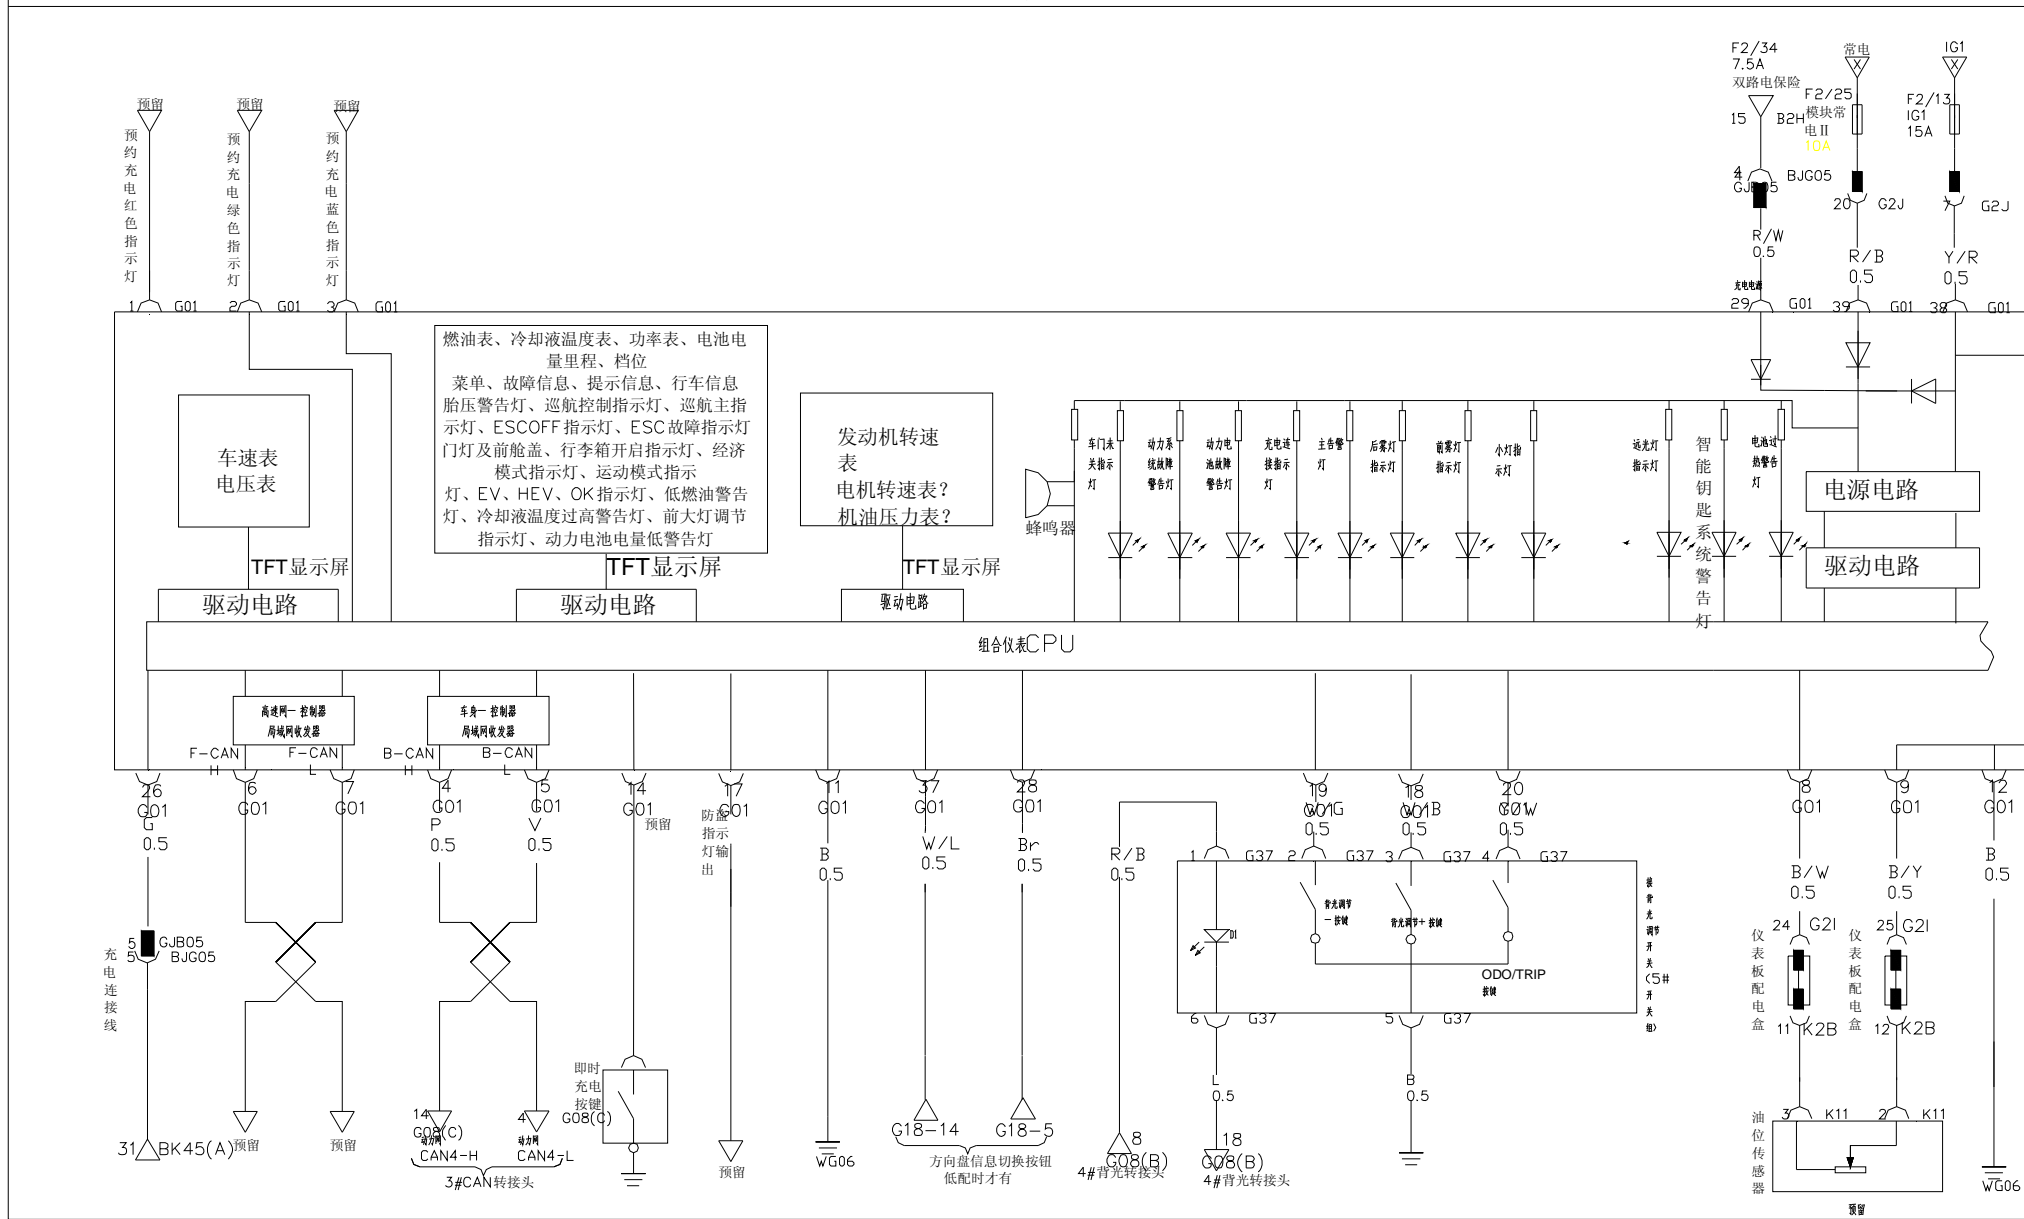 F2/34
7.5A
双路电保险
15 B2H
常电
X
F2/25
模块常
电Ⅱ
10A
IG1
X
F2/13
IG1
15A
预留
预留
预留
预约充电红色指示灯
预约充电绿色指示灯
预约充电蓝色指示灯
4
4
BJG05
GJB05
20 G2J
7 G2J
R/W
0.5
R/B
0.5
Y/R
0.5
充电电源
1 G01
2 G01
3 G01
29 G01
39 G01
38 G01
车速表
电压表
燃油表、冷却液温度表、功率表、电池电
量里程、档位
菜单、故障信息、提示信息、行车信息
胎压警告灯、巡航控制指示灯、巡航主指
示灯、ESCOFF指示灯、ESC故障指示灯
门灯及前舱盖、行李箱开启指示灯、经济
模式指示灯、运动模式指示
灯、EV、HEV、OK指示灯、低燃油警告
灯、冷却液温度过高警告灯、前大灯调节
指示灯、动力电池电量低警告灯
发动机转速
表
电机转速表？
机油压力表？
蜂鸣器
车门未
关指示
灯
动力系
统故障
警告灯
动力电
池故障
警告灯
充电连
接指示
灯
主告警
灯
后雾灯
指示灯
前雾灯
指示灯
小灯指
示灯
远光灯
指示灯
智能钥匙系统警告灯
电池过
热警告
灯
电源电路
驱动电路
TFT显示屏
TFT显示屏
TFT显示屏
驱动电路
驱动电路
驱动电路
组合仪表CPU
高速网一控制器
局域网收发器
车身一控制器
局域网收发器
F-CAN
H
F-CAN
L
B-CAN
H
B-CAN
L
26
G01
G
0.5
6
G01
7
G01
4
G01
P
0.5
5
G01
V
0.5
14
G01
预留
17
G01
防盗
指示
灯输
出
11
G01
B
0.5
37
G01
W/L
0.5
28
G01
Br
0.5
R/B
0.5
19
G01
W/G
0.5
18
G01
W/B
0.5
20
G01
Y/W
0.5
8
G01
B/W
0.5
9
G01
B/Y
0.5
12
G01
B
0.5
1 G37
2 G37
3 G37
4 G37
背光调节
一按键
背光调节+按键
D1
ODO/TRIP
按键
接背光调节开关(5#开关组)
6 G37
5 G37
L
0.5
B
0.5
充电连接线
5 GJB05
5 BJG05
仪表板配电盒
24 G2I
仪表板配电盒
25 G2I
11 K2B
12 K2B
31 BK45(A)
预留
预留
14
G08(C)
动力网
CAN4-H
4
G08(C)
动力网
CAN4-L
3#CAN转接头
即时
充电
按键
预留
WG06
G18-14
G18-5
方向盘信息切换按钮
低配时才有
8
G08(B)
4#背光转接头
18
G08(B)
4#背光转接头
油位传感器
3 K11
2 K11
预留
WG06